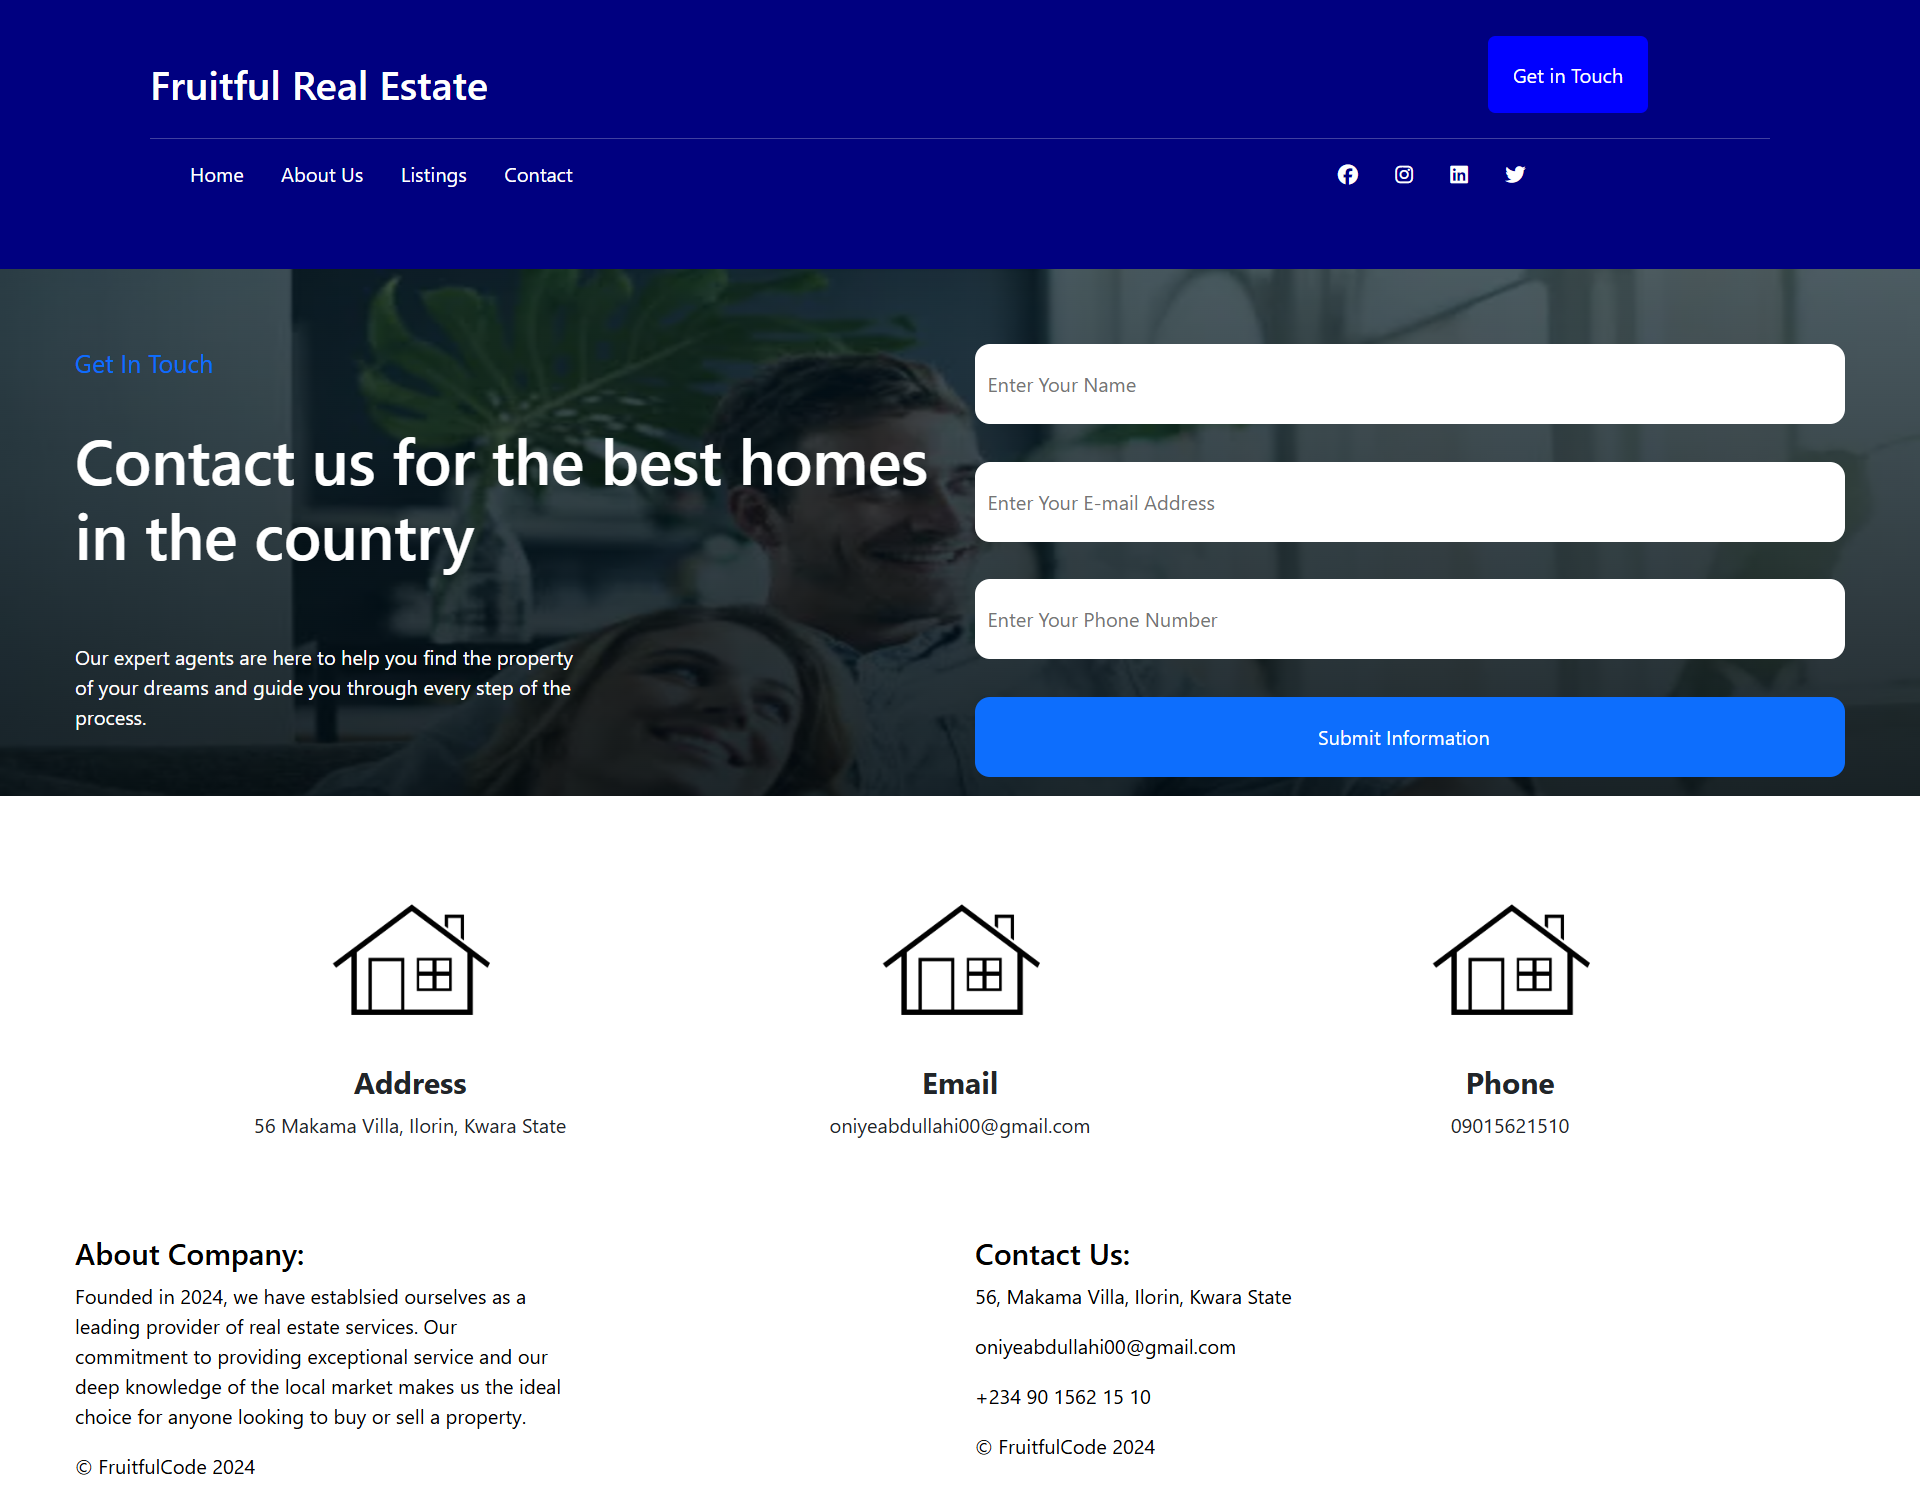 Fruitful Real Estate
Get in Touch
Home
About Us
Listings
Contact
Get In Touch
Contact us for the best homes
in the country
Our expert agents are here to help you find the property
of your dreams and guide you through every step of the
process.
Enter Your Name
Enter Your E-mail Address
Enter Your Phone Number
Submit Information
Address
56 Makama Villa, Ilorin, Kwara State
Email
oniyeabdullahi00@gmail.com
Phone
09015621510
About Company:
Founded in 2024, we have establsied ourselves as a
leading provider of real estate services. Our
commitment to providing exceptional service and our
deep knowledge of the local market makes us the ideal
choice for anyone looking to buy or sell a property.
© FruitfulCode 2024
Contact Us:
56, Makama Villa, Ilorin, Kwara State
oniyeabdullahi00@gmail.com
+234 90 1562 15 10
© FruitfulCode 2024